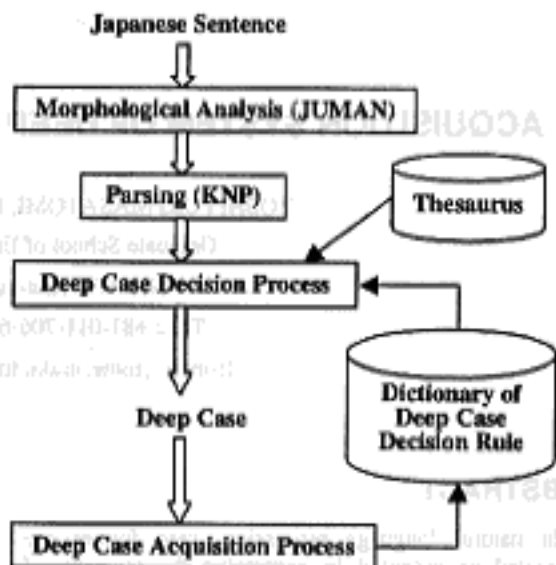 Japanese Sentence
Morphological Analysis (JUMAN)
Parsing (KNP)
Thesaurus
Deep Case Decision Process
Dictionary of
Deep Case
Decision Rule
Deep Case
Deep Case Acquisition Process